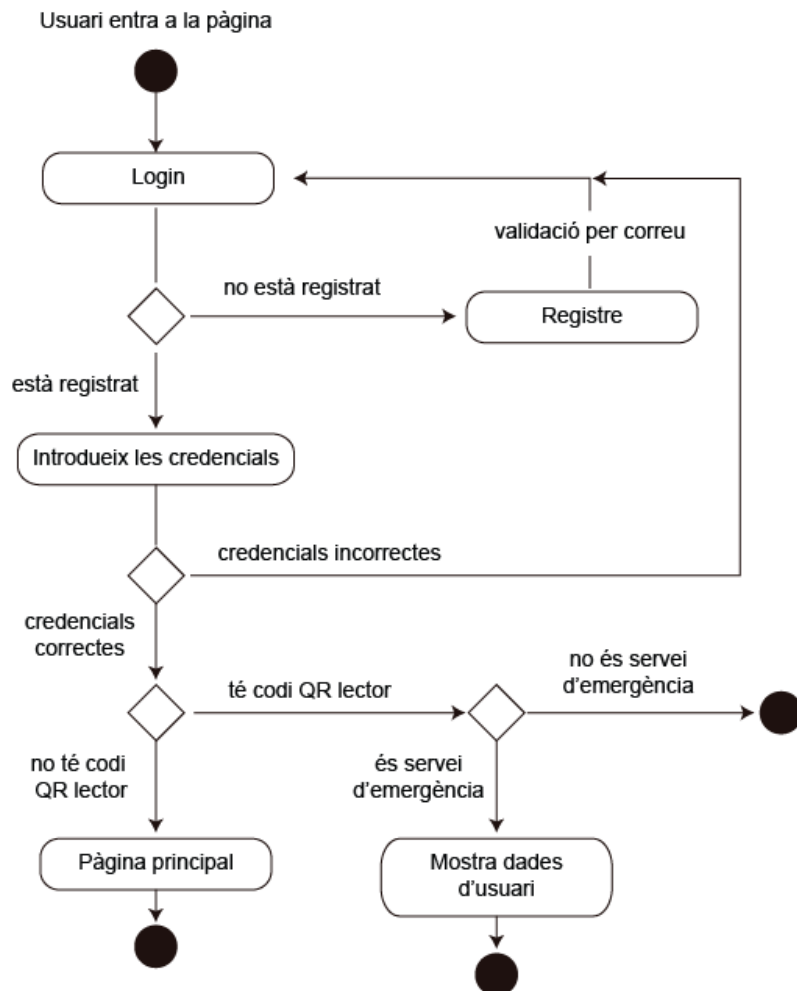 Usuari entra a la pàgina
Login
validació per correu
no està registrat
Registre
està registrat
Introdueix les credencials
credencials incorrectes
credencials
correctes
no és servei
d’emergència
té codi QR lector
no té codi
QR lector
és servei
d’emergència
Pàgina principal
Mostra dades
d’usuari